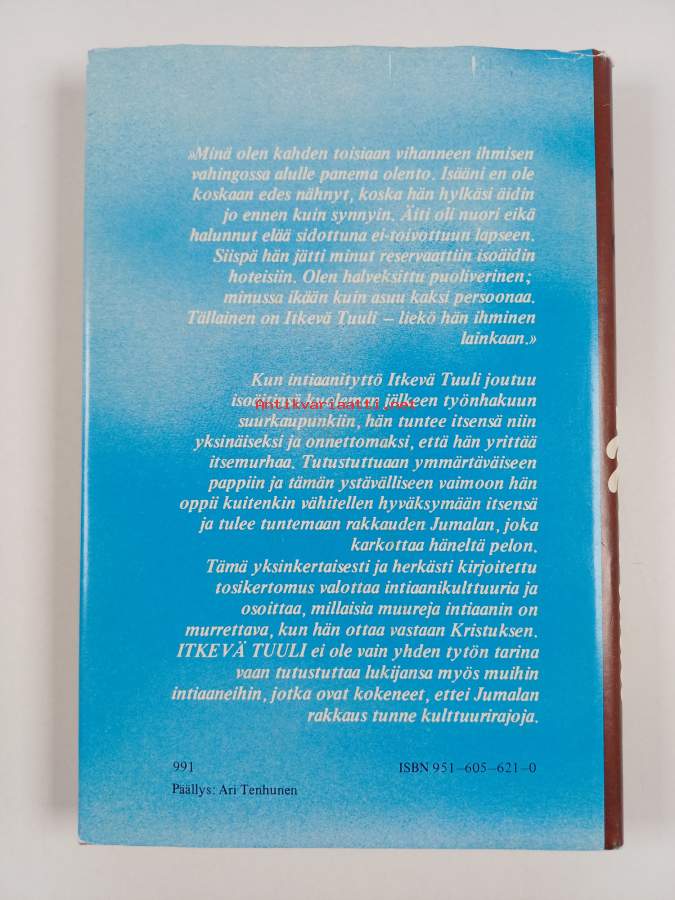 »Minä olen kahden toisiaan vihanneen ihmisen
vahingossa alulle panema olento. Isääni en ole
koskaan edes nähnyt, koska hän hylkäsi äidin
jo ennen kuin synnyin. Äiti oli nuori eikä
halunnut elää sidottuna ei-toivottuun lapseen.
Siispä hän jätti minut reservaattiin isoäidin
hoteisiin. Olen halveksittu puoliverinen;
minussa ikään kuin asuu kaksi persoonaa.
Tällainen on Itkevä Tuuli – liekö hän ihminen
lainkaan.»
Kun intiaanityttö Itkevä Tuuli joutuu
isoäitinsä kuoleman jälkeen työnhakuun
Antikvariaatti.net
suurkaupunkiin, hän tuntee itsensä niin
yksinäiseksi ja onnettomaksi, että hän yrittää
itsemurhaa. Tutustuttuaan ymmärtäväiseen
pappiin ja tämän ystävälliseen vaimoon hän
oppii kuitenkin vähitellen hyväksymään itsensä
ja tulee tuntemaan rakkauden Jumalan, joka
karkottaa häneltä pelon.
Tämä yksinkertaisesti ja herkästi kirjoitettu
tosikertomus valottaa intiaanikulttuuria ja
osoittaa, millaisia muureja intiaanin on
murrettava, kun hän ottaa vastaan Kristuksen.
ITKEVÄ TUULI ei ole vain yhden tytön tarina
vaan tutustuttaa lukijansa myös muihin
intiaaneihin, jotka ovat kokeneet, ettei Jumalan
rakkaus tunne kulttuurirajoja.
991 ISBN 951–605–621–0
Päällys: Ari Tenhunen